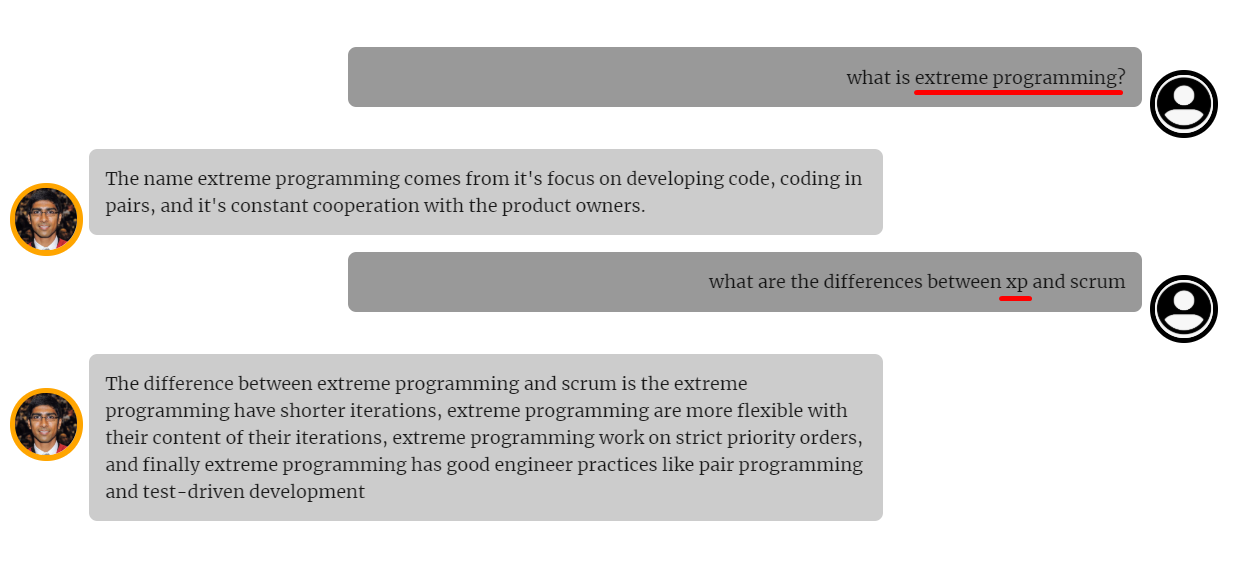 what is extreme programming?
The name extreme programming comes from it's focus on developing code, coding in
pairs, and it's constant cooperation with the product owners.
what are the differences between xp and scrum
The difference between extreme programming and scrum is the extreme
programming have shorter iterations, extreme programming are more flexible with
their content of their iterations, extreme programming work on strict priority orders,
and finally extreme programming has good engineer practices like pair programming
and test-driven development